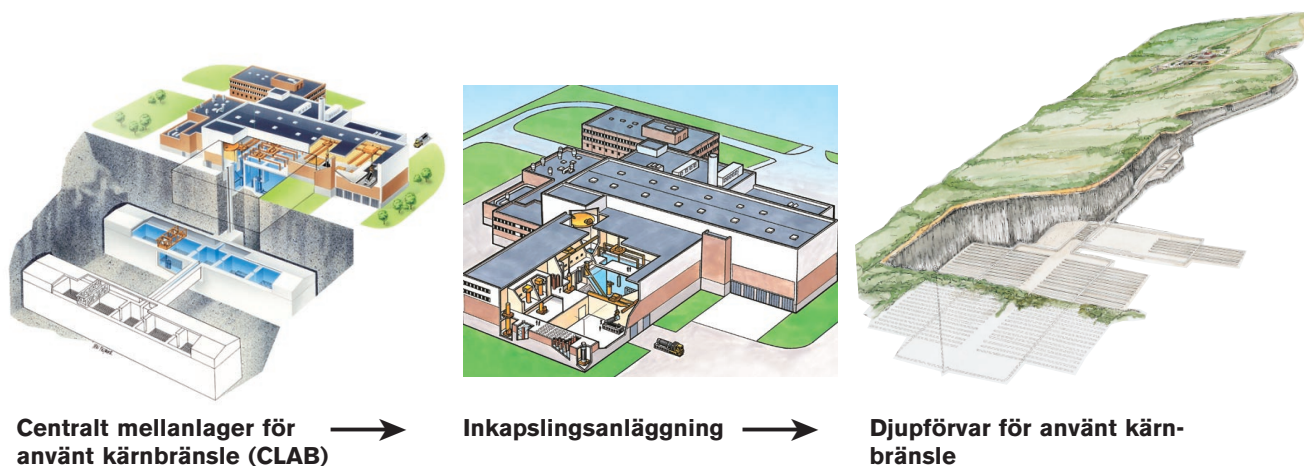 Centralt mellanlager för
använt kärnbränsle (CLAB)
Inkapslingsanläggning
Djupförvar för använt kärn-
bränsle